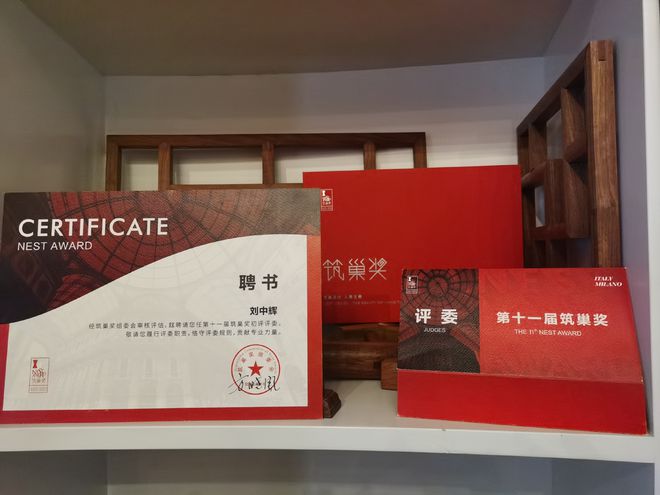 CERTIFICATE
NEST AWARD
聘书
刘中辉
经筑巢奖组委会审核评估，兹聘请您任第十一届筑巢奖初评评委。
敬请您履行评委职责，恪守评委规则，贡献专业力量。
筑巢奖
评委
JUDGES
第十一届筑巢奖
THE 11th NEST AWARD
ITALY
MILANO